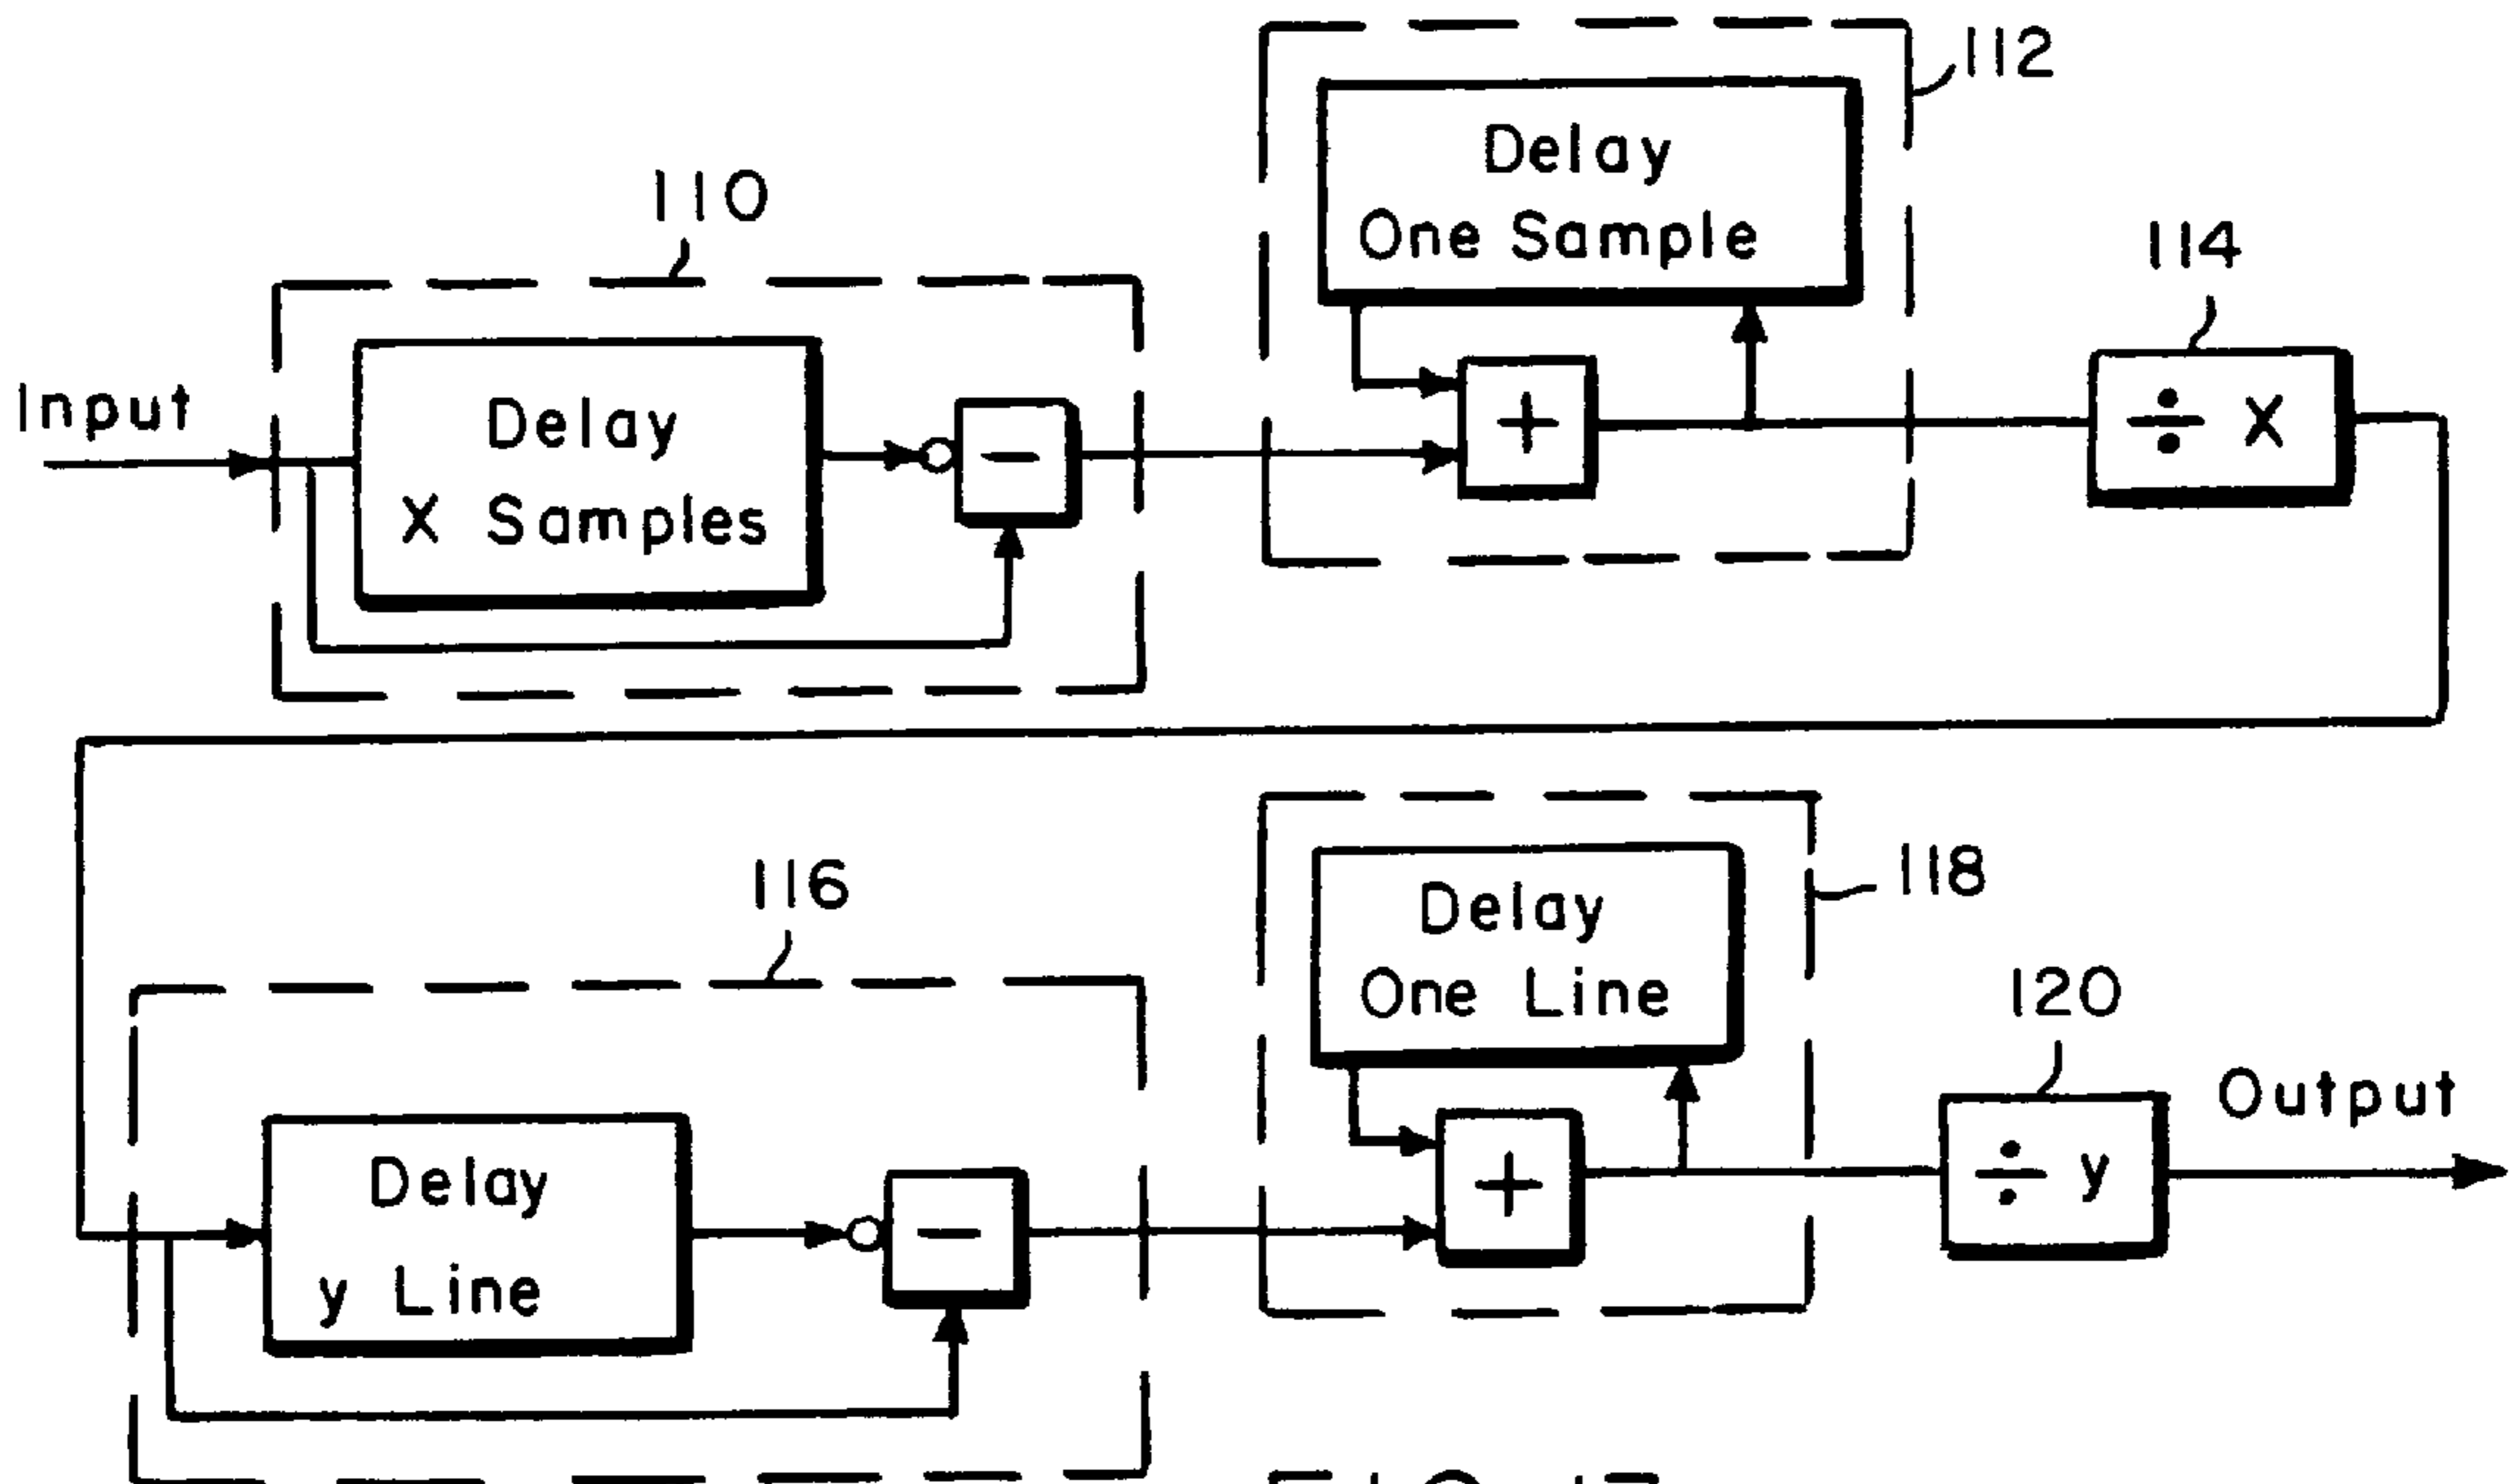 112
Delay
One Sample
110
114
Input
Delay
X Samples
−
+
÷ X
116
118
Delay
One Line
120
Output
Delay
y Line
−
+
÷ y